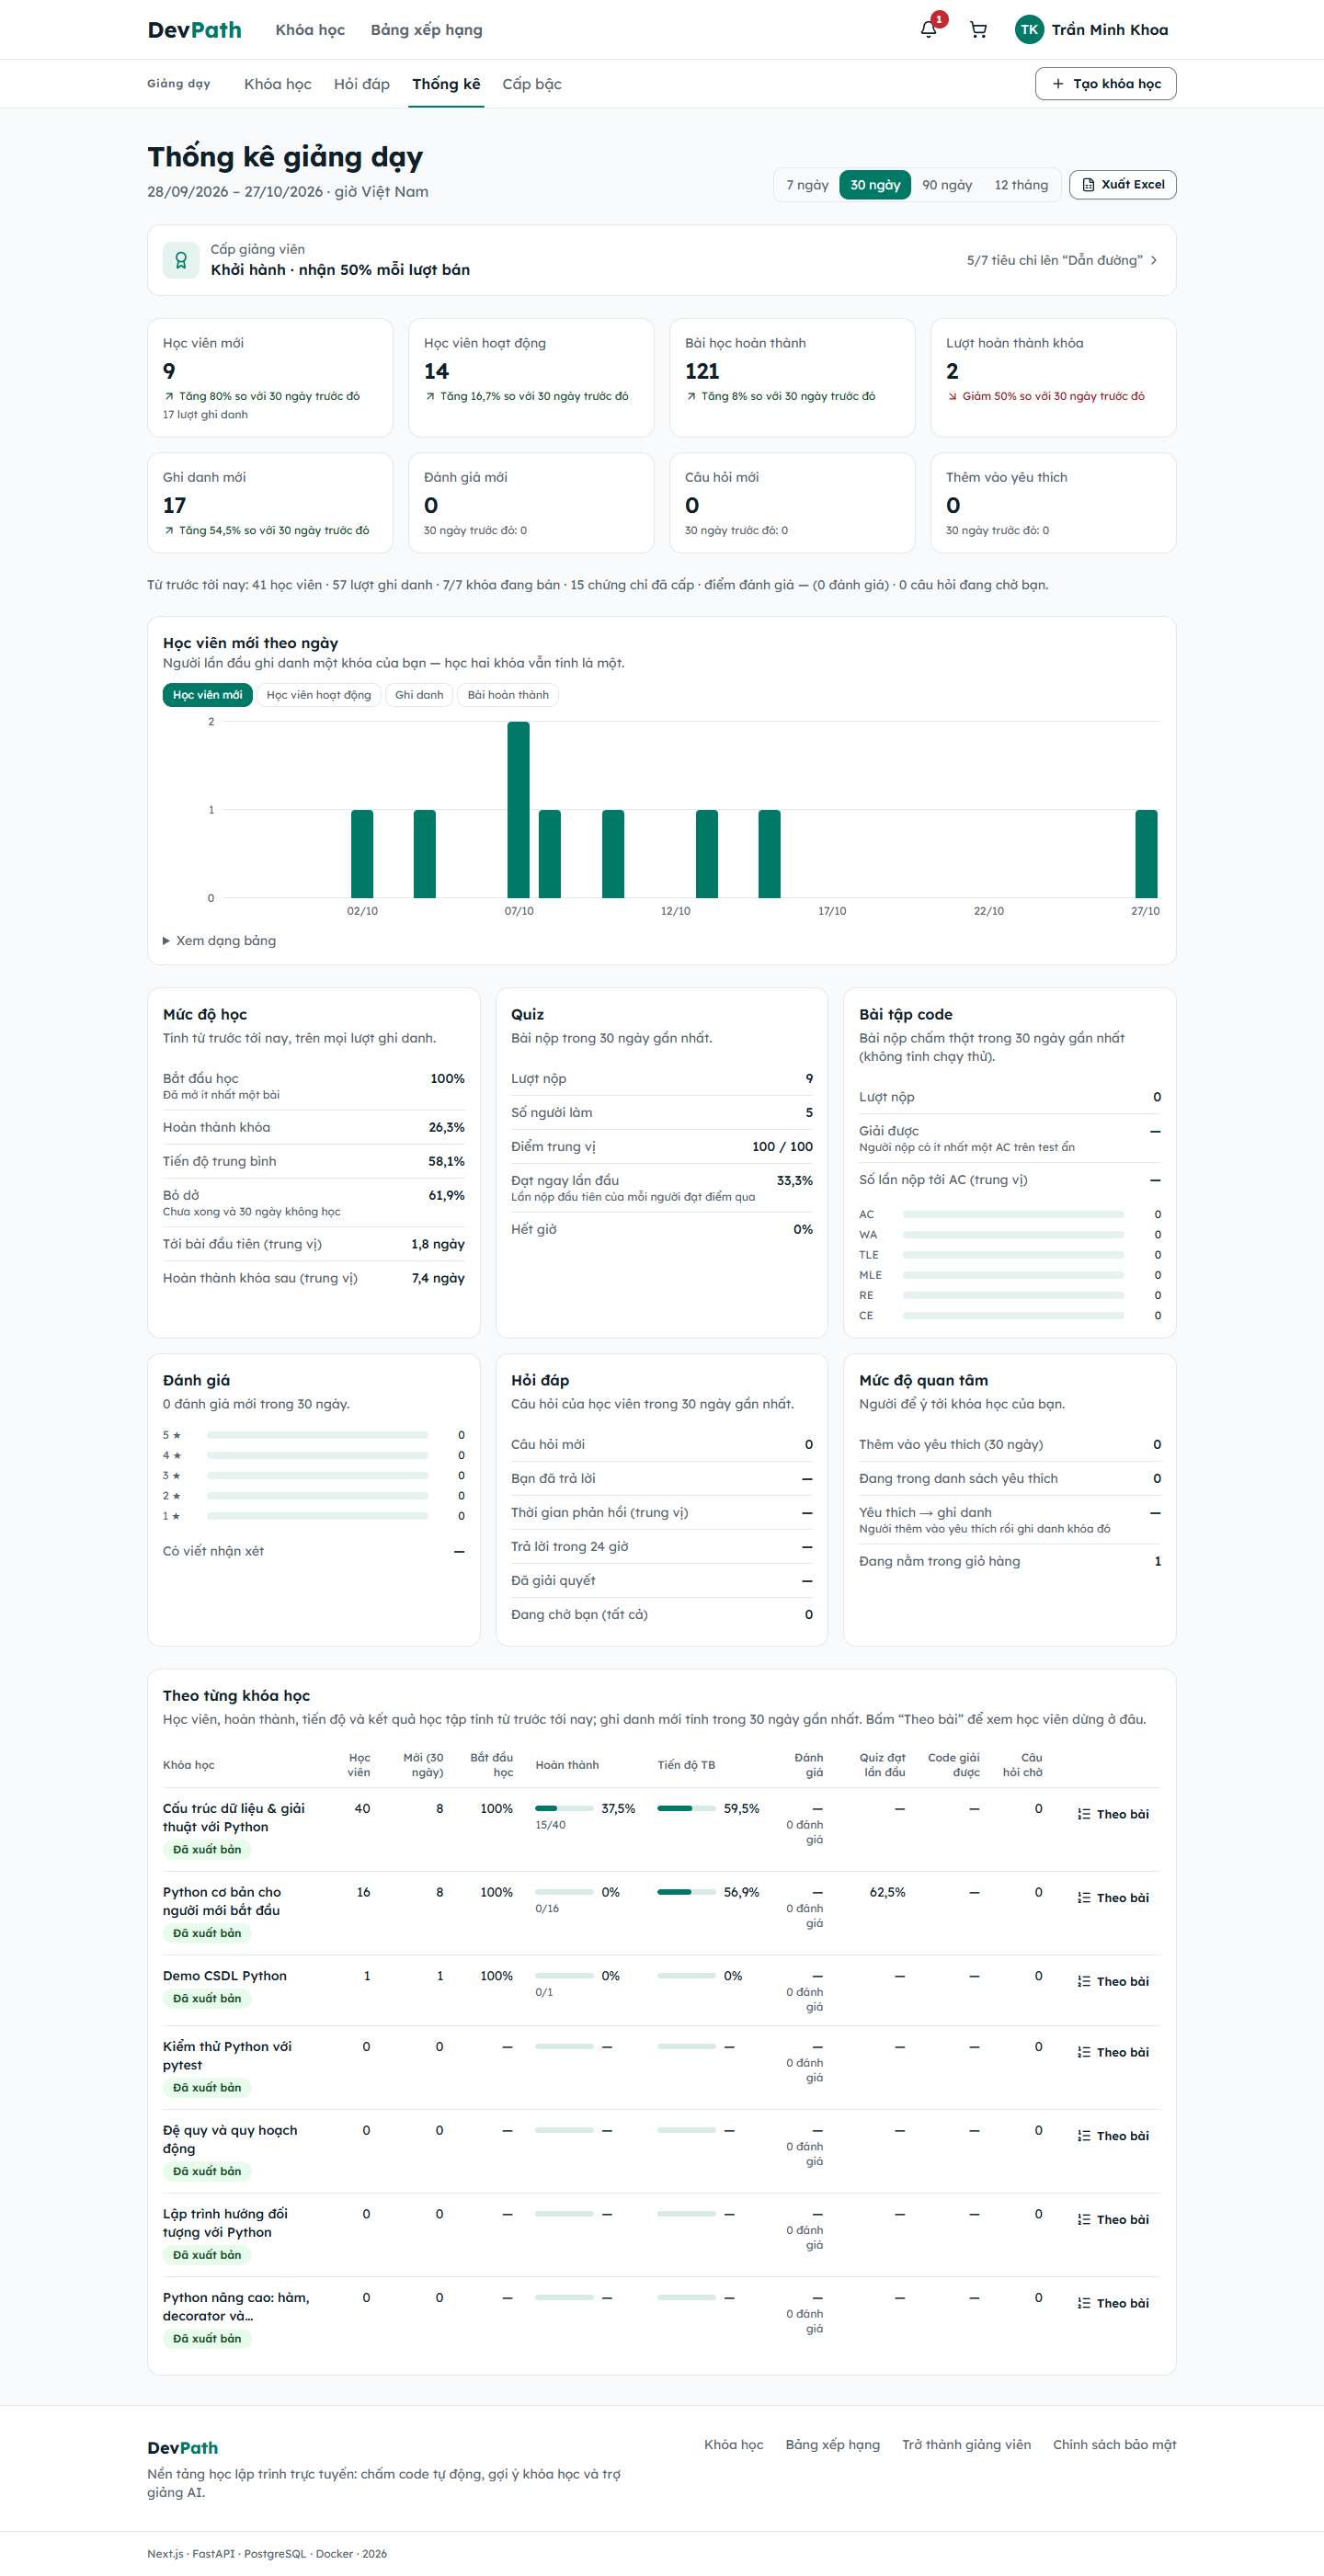 DevPath
Khóa học
Bảng xếp hạng
1
TK
Trần Minh Khoa
Giảng dạy
Khóa học
Hỏi đáp
Thống kê
Cấp bậc
+ Tạo khóa học
Thống kê giảng dạy
28/09/2026 – 27/10/2026 · giờ Việt Nam
7 ngày
30 ngày
90 ngày
12 tháng
Xuất Excel
Cấp giảng viên
Khởi hành · nhận 50% mỗi lượt bán
5/7 tiêu chí lên “Dẫn đường”
Học viên mới
9
Tăng 80% so với 30 ngày trước đó
17 lượt ghi danh
Học viên hoạt động
14
Tăng 16,7% so với 30 ngày trước đó
Bài học hoàn thành
121
Tăng 8% so với 30 ngày trước đó
Lượt hoàn thành khóa
2
Giảm 50% so với 30 ngày trước đó
Ghi danh mới
17
Tăng 54,5% so với 30 ngày trước đó
Đánh giá mới
0
30 ngày trước đó: 0
Câu hỏi mới
0
30 ngày trước đó: 0
Thêm vào yêu thích
0
30 ngày trước đó: 0
Từ trước tới nay: 41 học viên · 57 lượt ghi danh · 7/7 khóa đang bán · 15 chứng chỉ đã cấp · điểm đánh giá — (0 đánh giá) · 0 câu hỏi đang chờ bạn.
Học viên mới theo ngày
Người lần đầu ghi danh một khóa của bạn — học hai khóa vẫn tính là một.
Học viên mới
Học viên hoạt động
Ghi danh
Bài hoàn thành
2
1
0
02/10
07/10
12/10
17/10
22/10
27/10
Xem dạng bảng
Mức độ học
Tính từ trước tới nay, trên mọi lượt ghi danh.
Bắt đầu học 100%
Đã mở ít nhất một bài
Hoàn thành khóa 26,3%
Tiến độ trung bình 58,1%
Bỏ dở 61,9%
Chưa xong và 30 ngày không học
Tới bài đầu tiên (trung vị) 1,8 ngày
Hoàn thành khóa sau (trung vị) 7,4 ngày
Quiz
Bài nộp trong 30 ngày gần nhất.
Lượt nộp 9
Số người làm 5
Điểm trung vị 100 / 100
Đạt ngay lần đầu 33,3%
Lần nộp đầu tiên của mỗi người đạt điểm qua
Hết giờ 0%
Bài tập code
Bài nộp chấm thật trong 30 ngày gần nhất
(không tính chạy thử).
Lượt nộp 0
Giải được —
Người nộp có ít nhất một AC trên test ẩn
Số lần nộp tới AC (trung vị) —
AC 0
WA 0
TLE 0
MLE 0
RE 0
CE 0
Đánh giá
0 đánh giá mới trong 30 ngày.
5 ★ 0
4 ★ 0
3 ★ 0
2 ★ 0
1 ★ 0
Có viết nhận xét —
Hỏi đáp
Câu hỏi của học viên trong 30 ngày gần nhất.
Câu hỏi mới 0
Bạn đã trả lời —
Thời gian phản hồi (trung vị) —
Trả lời trong 24 giờ —
Đã giải quyết —
Đang chờ bạn (tất cả) 0
Mức độ quan tâm
Người để ý tới khóa học của bạn.
Thêm vào yêu thích (30 ngày) 0
Đang trong danh sách yêu thích 0
Yêu thích → ghi danh —
Người thêm vào yêu thích rồi ghi danh khóa đó
Đang nằm trong giỏ hàng 1
Theo từng khóa học
Học viên, hoàn thành, tiến độ và kết quả học tập tính từ trước tới nay; ghi danh mới tính trong 30 ngày gần nhất. Bấm “Theo bài” để xem học viên dừng ở đâu.
Khóa học
Học
viên
Mới (30
ngày)
Bắt đầu
học
Hoàn thành
Tiến độ TB
Đánh
giá
Quiz đạt
lần đầu
Code giải
được
Câu
hỏi chờ
Cấu trúc dữ liệu & giải
thuật với Python
Đã xuất bản
40 8 100% 37,5% 59,5% — — — 0 Theo bài
15/40
0 đánh
giá
Python cơ bản cho
người mới bắt đầu
Đã xuất bản
16 8 100% 0% 56,9% — 62,5% — 0 Theo bài
0/16
0 đánh
giá
Demo CSDL Python
Đã xuất bản
1 1 100% 0% 0% — — — 0 Theo bài
0/1
0 đánh
giá
Kiểm thử Python với
pytest
Đã xuất bản
0 0 — — — — — — 0 Theo bài
0 đánh
giá
Đệ quy và quy hoạch
động
Đã xuất bản
0 0 — — — — — — 0 Theo bài
0 đánh
giá
Lập trình hướng đối
tượng với Python
Đã xuất bản
0 0 — — — — — — 0 Theo bài
0 đánh
giá
Python nâng cao: hàm,
decorator và…
Đã xuất bản
0 0 — — — — — — 0 Theo bài
0 đánh
giá
DevPath
Nền tảng học lập trình trực tuyến: chấm code tự động, gợi ý khóa học và trợ
giảng AI.
Khóa học
Bảng xếp hạng
Trở thành giảng viên
Chính sách bảo mật
Next.js · FastAPI · PostgreSQL · Docker · 2026